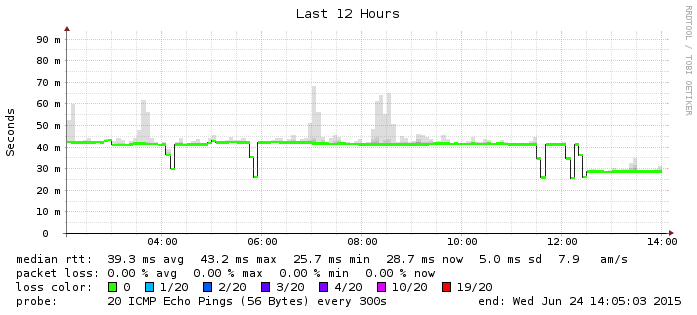 Last 12 Hours
RRDTOOL / TOBI OETIKER
Seconds
90 m
80 m
70 m
60 m
50 m
40 m
30 m
20 m
10 m
0
04:00 06:00 08:00 10:00 12:00 14:00
median rtt: 39.3 ms avg 43.2 ms max 25.7 ms min 28.7 ms now 5.0 ms sd 7.9 am/s
packet loss: 0.00 % avg 0.00 % max 0.00 % min 0.00 % now
loss color: 0 1/20 2/20 3/20 4/20 10/20 19/20
probe: 20 ICMP Echo Pings (56 Bytes) every 300s end: Wed Jun 24 14:05:03 2015